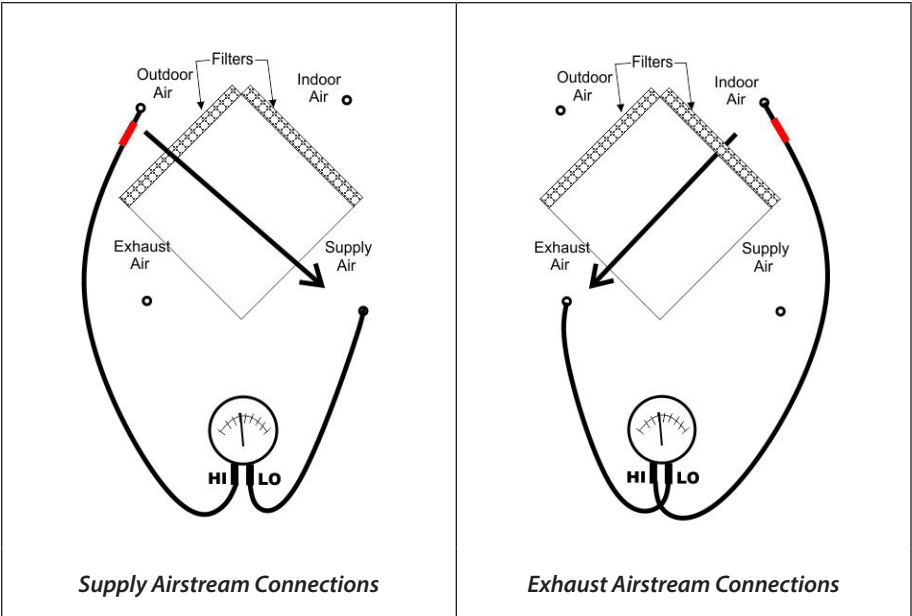 Filters
Outdoor
Air
Indoor
Air
Exhaust
Air
Supply
Air
HI
LO
Supply Airstream Connections
Filters
Outdoor
Air
Indoor
Air
Exhaust
Air
Supply
Air
HI
LO
Exhaust Airstream Connections